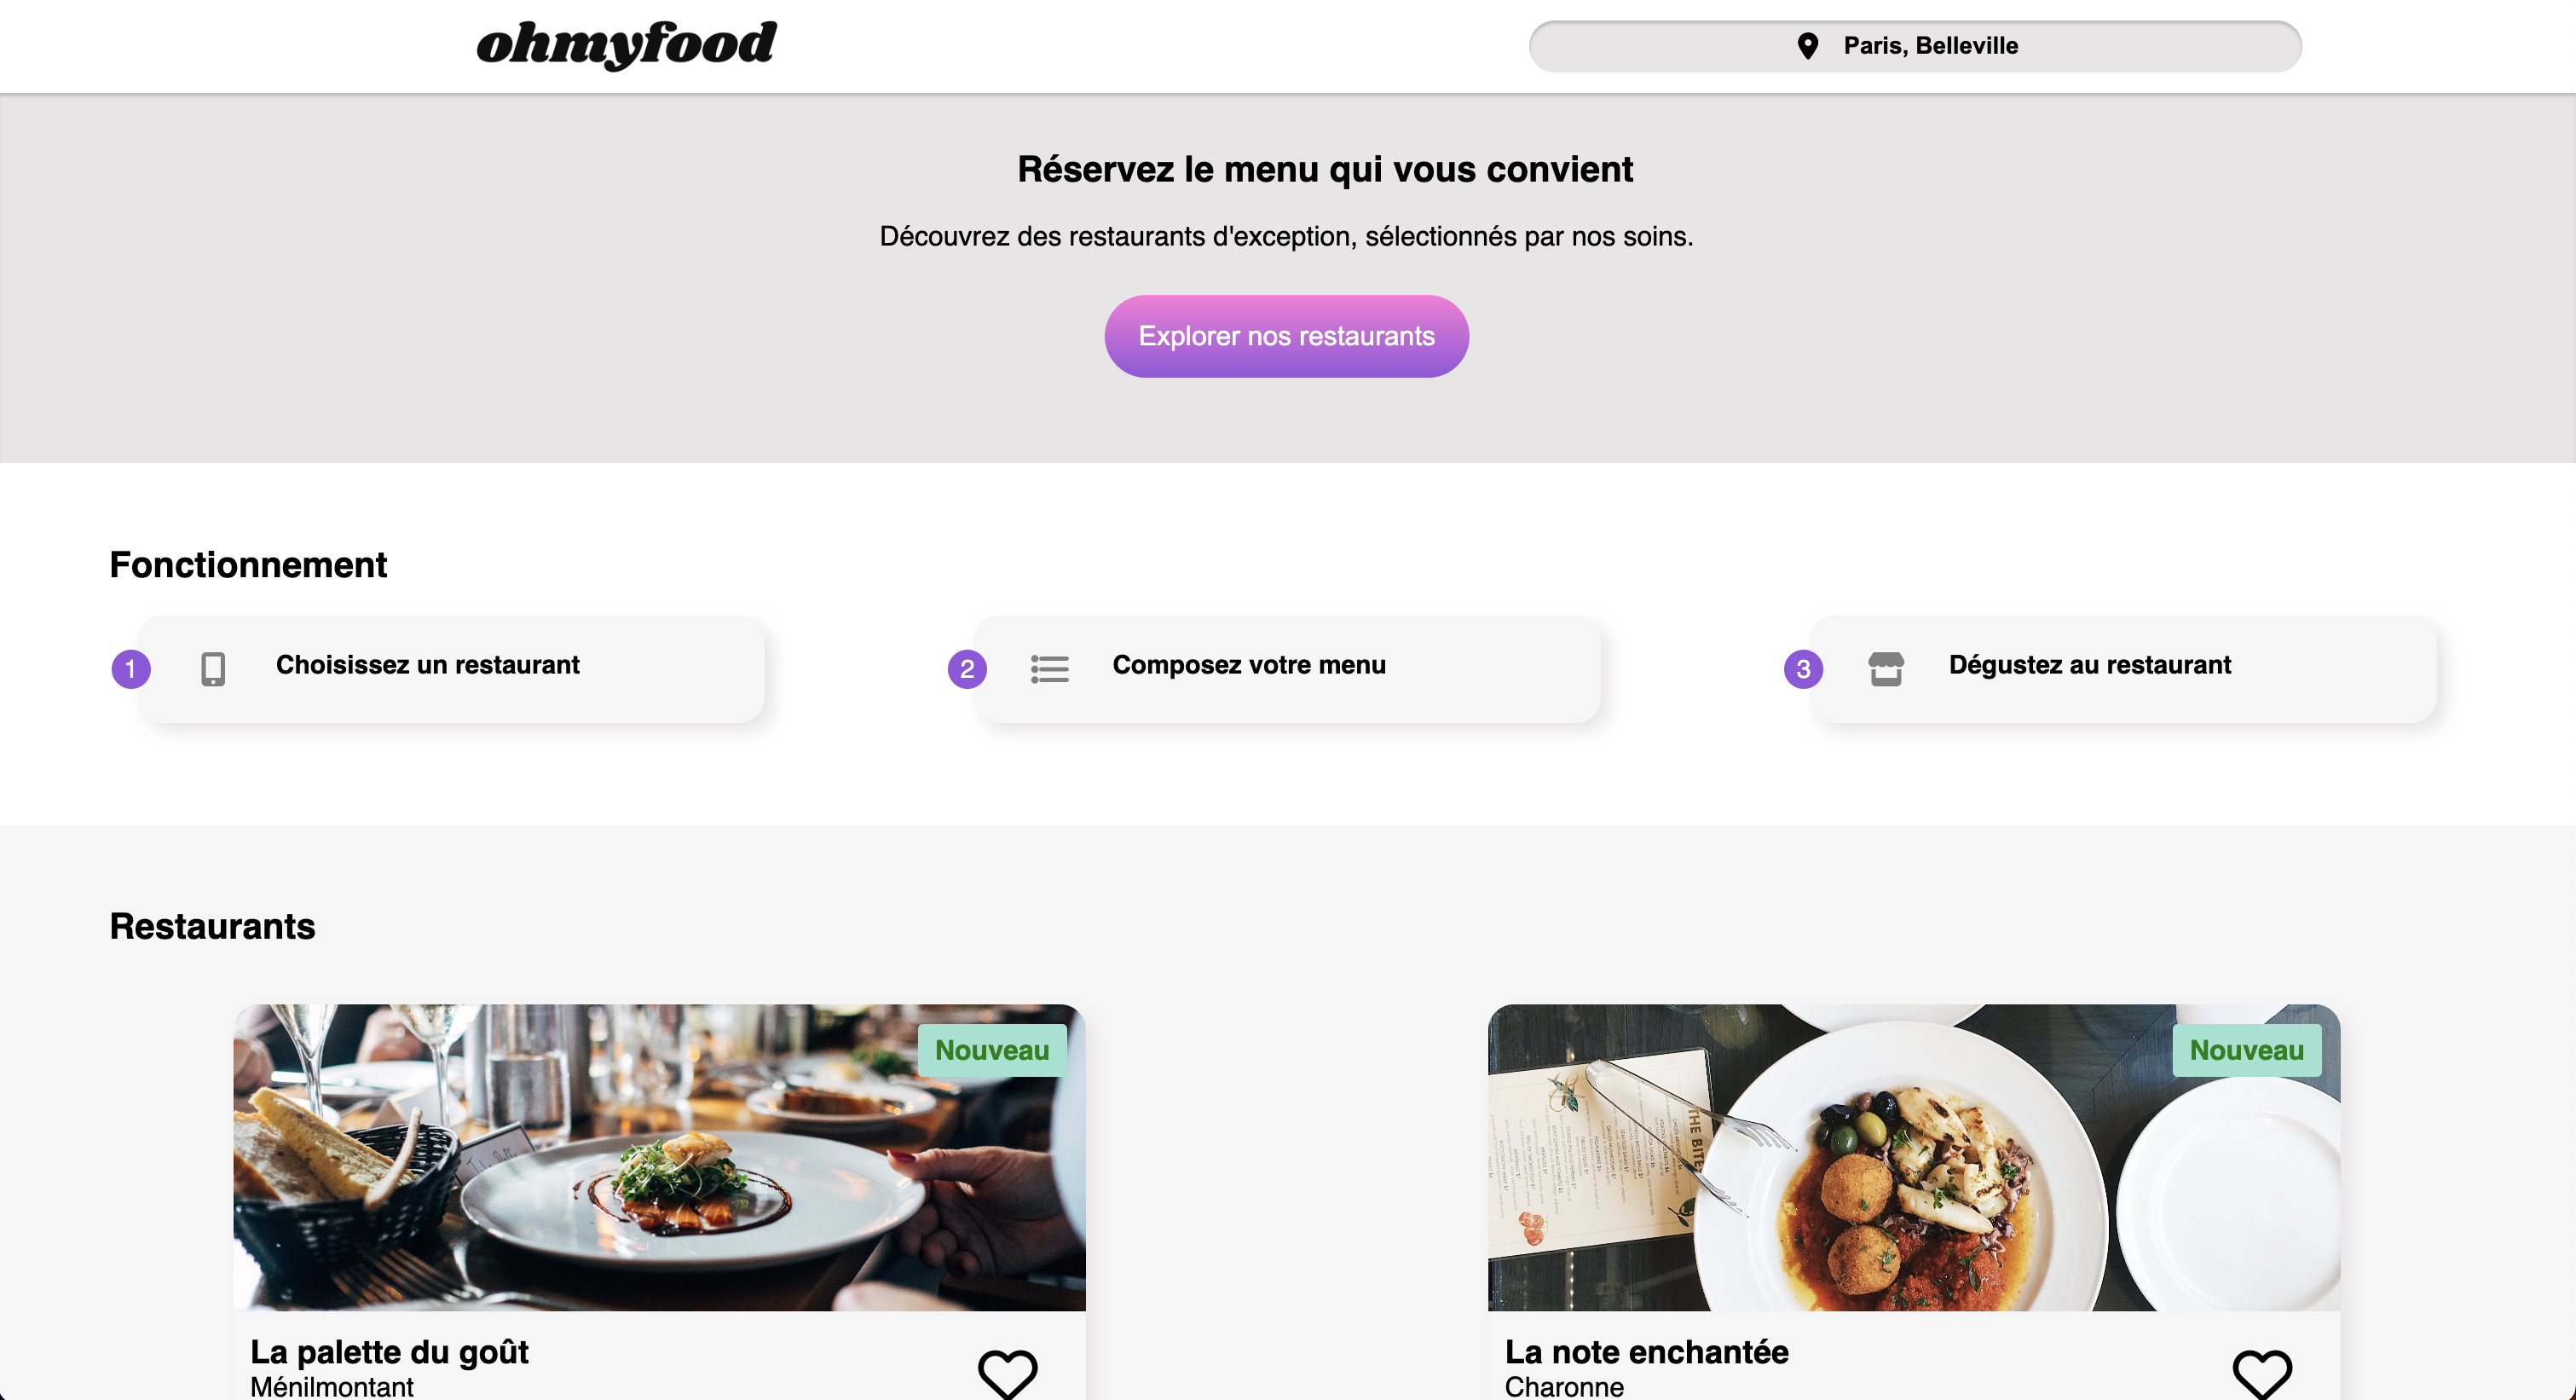 ohmyfood
Paris, Belleville
Réservez le menu qui vous convient
Découvrez des restaurants d'exception, sélectionnés par nos soins.
Explorer nos restaurants
Fonctionnement
1 Choisissez un restaurant
2 Composez votre menu
3 Dégustez au restaurant
Restaurants
Nouveau
THE BITE
La palette du goût
Ménilmontant
Nouveau
La note enchantée
Charonne